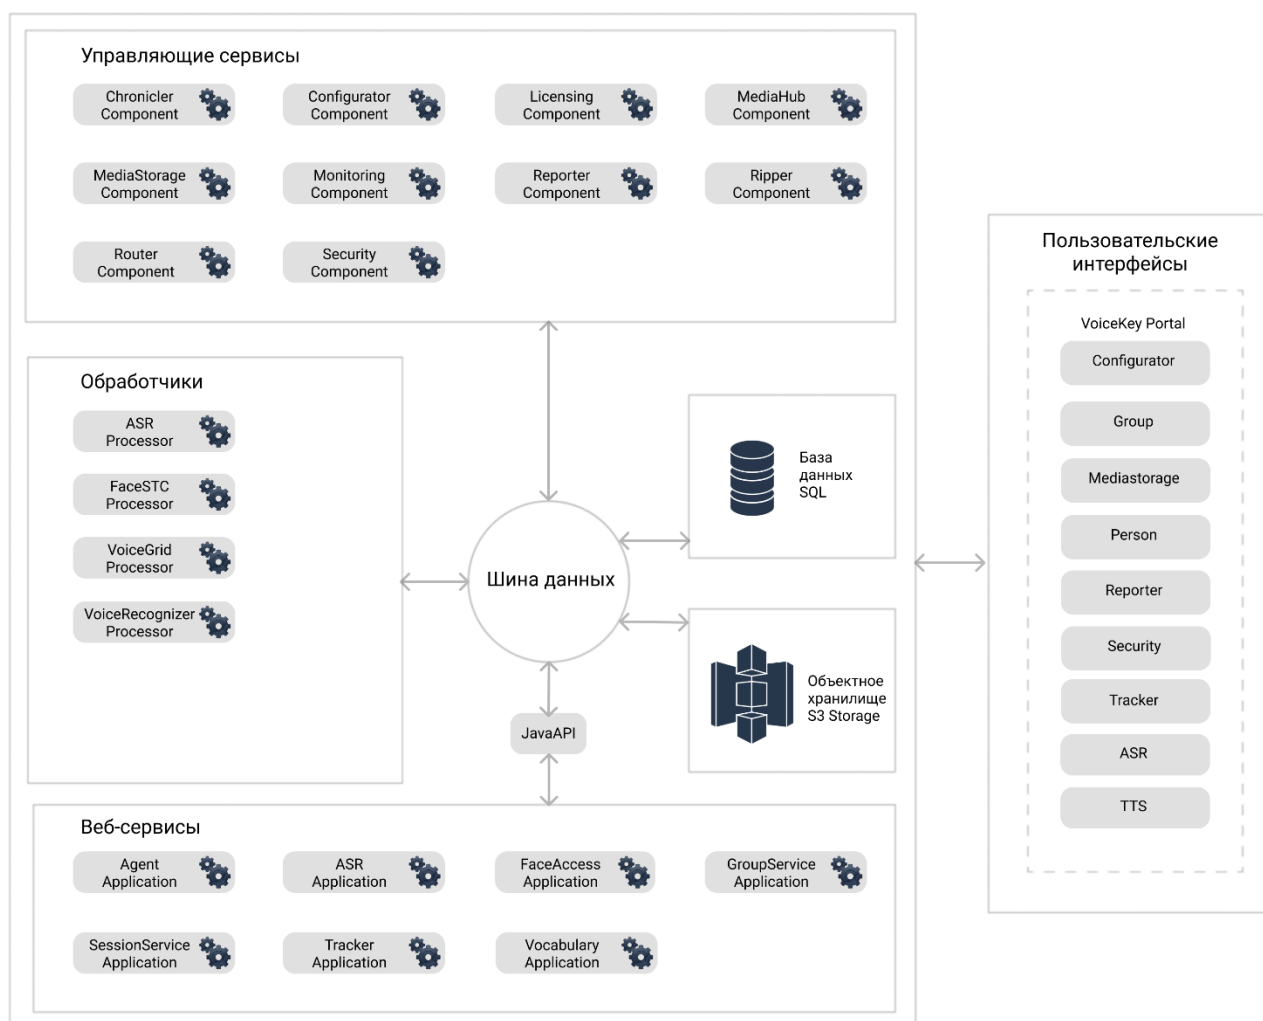 Управляющие сервисы
Chronicler
Component
Configurator
Component
Licensing
Component
MediaHub
Component
MediaStorage
Component
Monitoring
Component
Reporter
Component
Ripper
Component
Router
Component
Security
Component
Обработчики
ASR
Processor
FaceSTC
Processor
VoiceGrid
Processor
VoiceRecognizer
Processor
Шина данных
База
данных
SQL
Объектное
хранилище
S3 Storage
JavaAPI
Веб-сервисы
Agent
Application
ASR
Application
FaceAccess
Application
GroupService
Application
SessionService
Application
Tracker
Application
Vocabulary
Application
Пользовательские
интерфейсы
VoiceKey Portal
Configurator
Group
Mediastorage
Person
Reporter
Security
Tracker
ASR
TTS